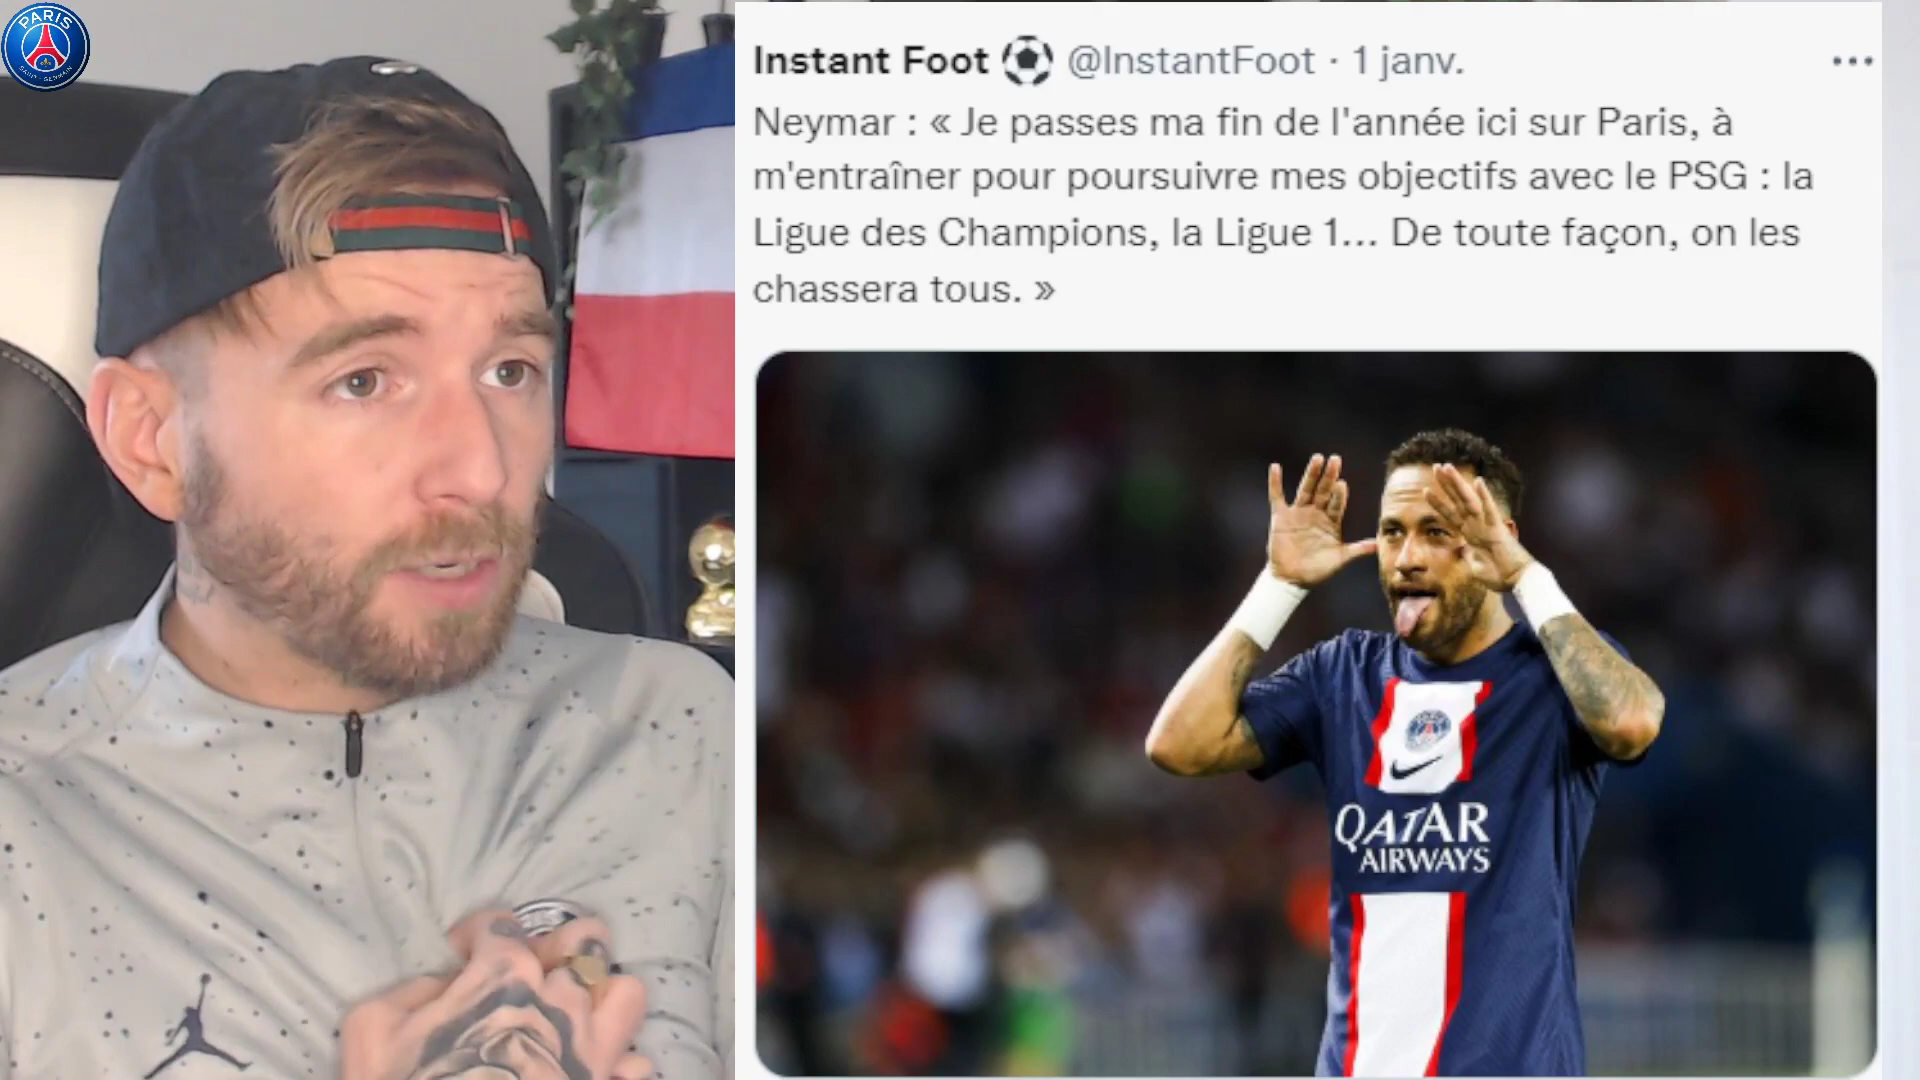 PARIS
SAINT-GERMAIN
Instant Foot @InstantFoot · 1 janv.
Neymar : « Je passes ma fin de l'année ici sur Paris, à
m'entraîner pour poursuivre mes objectifs avec le PSG : la
Ligue des Champions, la Ligue 1... De toute façon, on les
chassera tous. »
QATAR
AIRWAYS